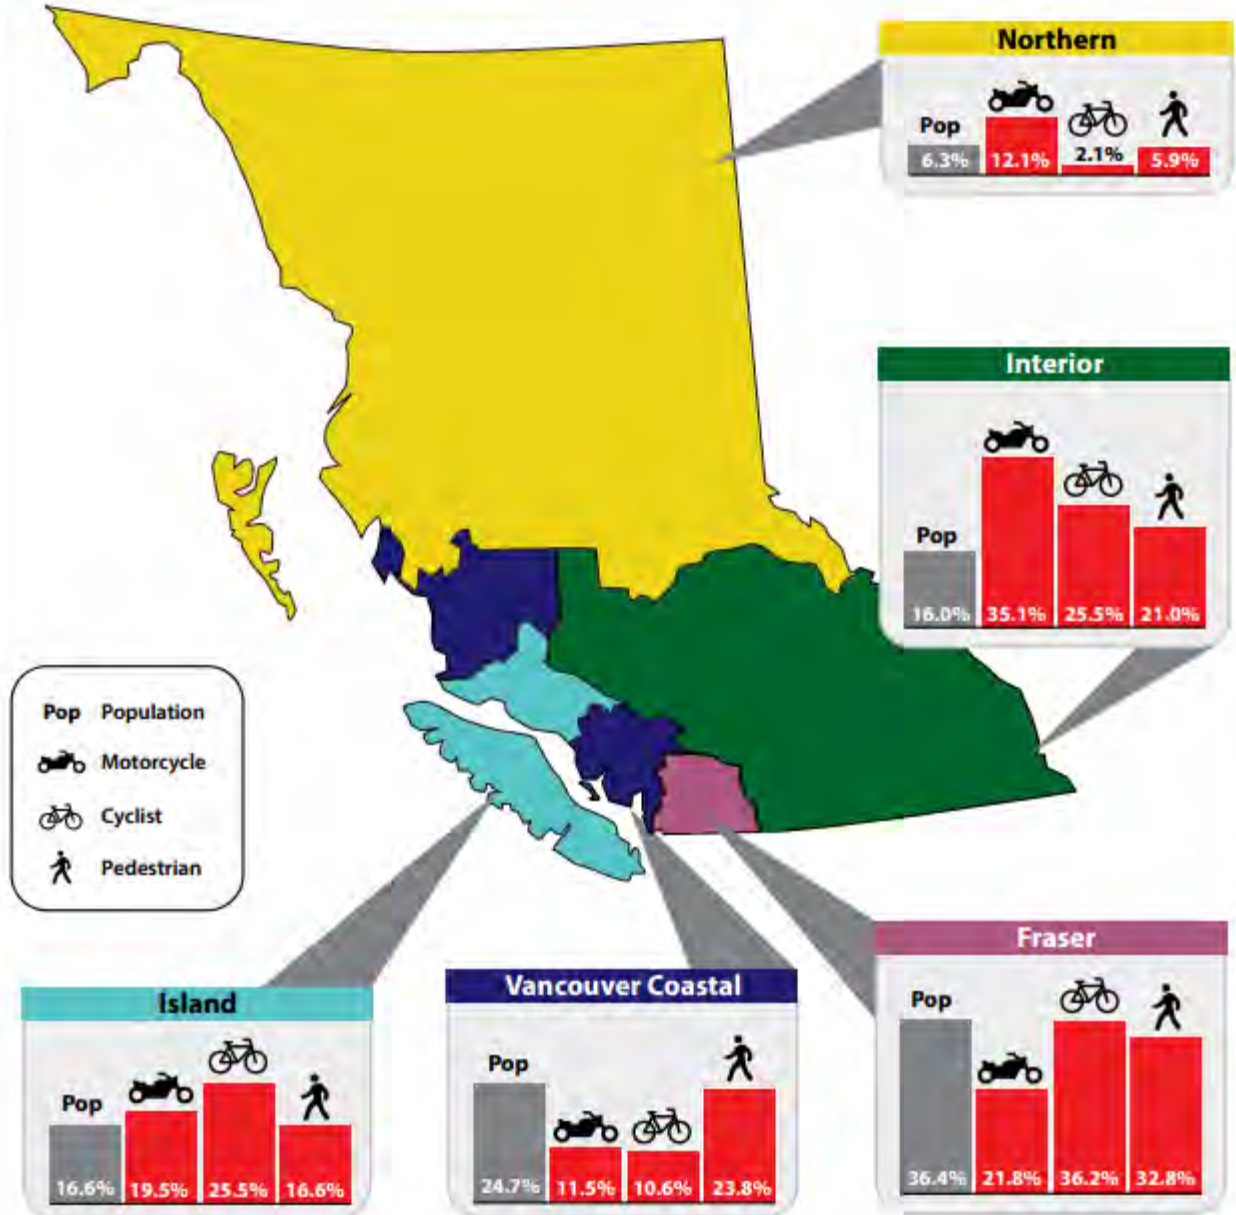 Northern
Pop
6.3% 12.1% 2.1% 5.9%
Interior
Pop
16.0% 35.1% 25.5% 21.0%
Pop Population
Motorcycle
Cyclist
Pedestrian
Island
Pop
16.6% 19.5% 25.5% 16.6%
Vancouver Coastal
Pop
24.7% 11.5% 10.6% 23.8%
Fraser
Pop
36.4% 21.8% 36.2% 32.8%